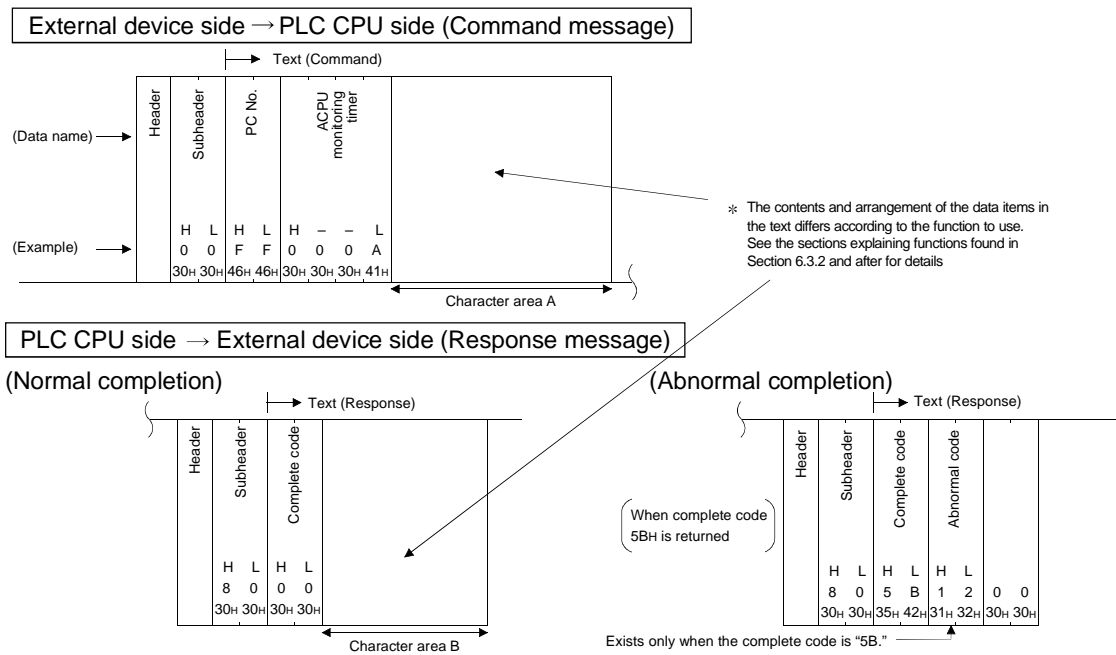 External device side → PLC CPU side (Command message)
Text (Command)
(Data name)
Header
Subheader
PC No.
ACPU
monitoring
timer
H L H L H – – L
(Example)
0 0 F F 0 0 0 A
30H 30H 46H 46H 30H 30H 30H 41H
Character area A
* The contents and arrangement of the data items in
the text differs according to the function to use.
See the sections explaining functions found in
Section 6.3.2 and after for details
PLC CPU side → External device side (Response message)
(Normal completion)
Text (Response)
Header
Subheader
Complete code
H L H L
8 0 0 0
30H 30H 30H 30H
Character area B
(Abnormal completion)
Text (Response)
Header
Subheader
Complete code
Abnormal code
When complete code
5BH is returned
H L H L H L
8 0 5 B 1 2 0 0
30H 30H 35H 42H 31H 32H 30H 30H
Exists only when the complete code is “5B.”